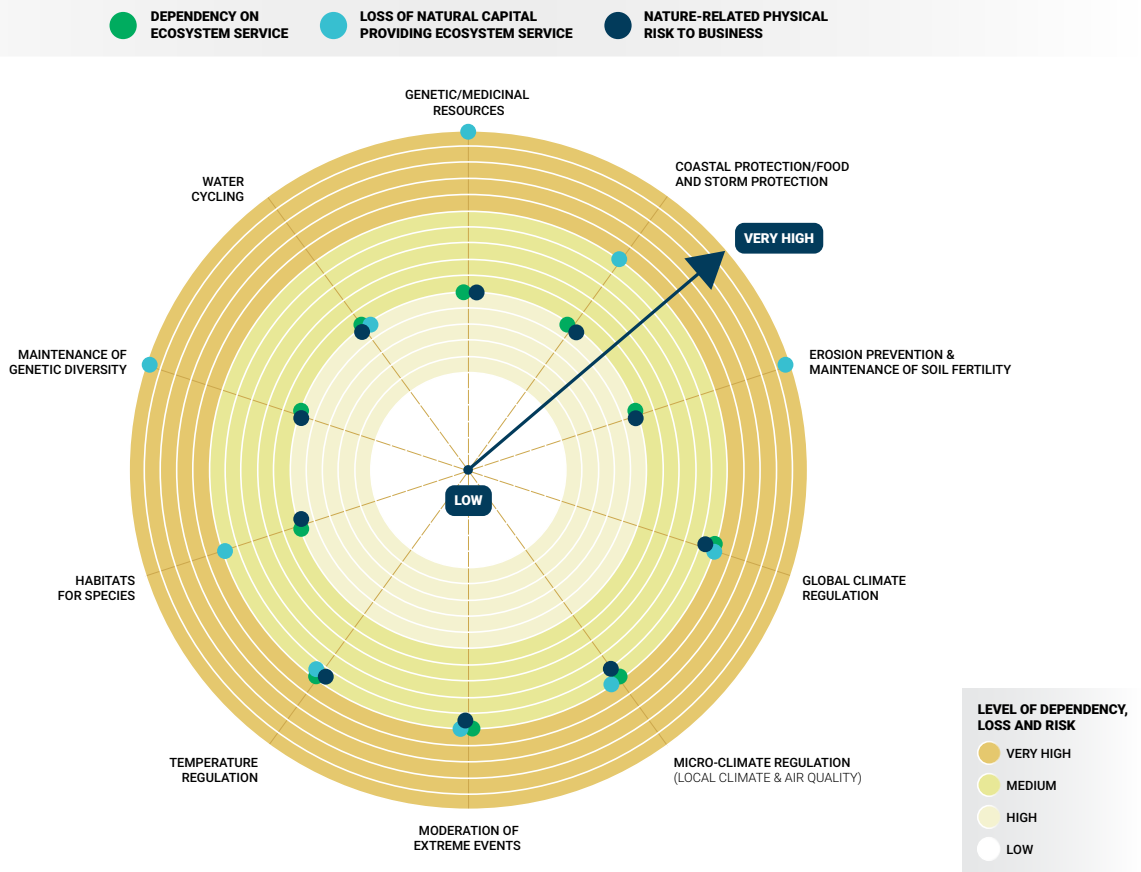 DEPENDENCY ON
ECOSYSTEM SERVICE
LOSS OF NATURAL CAPITAL
PROVIDING ECOSYSTEM SERVICE
NATURE-RELATED PHYSICAL
RISK TO BUSINESS
GENETIC/MEDICINAL
RESOURCES
COASTAL PROTECTION/FOOD
AND STORM PROTECTION
WATER
CYCLING
VERY HIGH
MAINTENANCE OF
GENETIC DIVERSITY
EROSION PREVENTION &
MAINTENANCE OF SOIL FERTILITY
LOW
HABITATS
FOR SPECIES
GLOBAL CLIMATE
REGULATION
TEMPERATURE
REGULATION
MICRO-CLIMATE REGULATION
(LOCAL CLIMATE & AIR QUALITY)
MODERATION OF
EXTREME EVENTS
LEVEL OF DEPENDENCY,
LOSS AND RISK
VERY HIGH
MEDIUM
HIGH
LOW